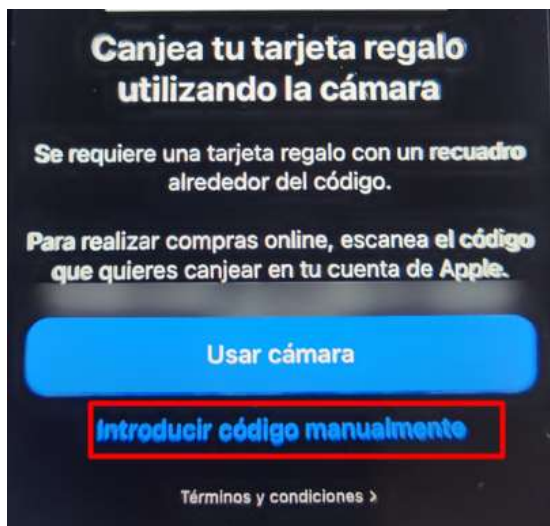 Canjea tu tarjeta regalo
utilizando la cámara
Se requiere una tarjeta regalo con un recuadro
alrededor del código.
Para realizar compras online, escanea el código
que quieres canjear en tu cuenta de Apple.
Usar cámara
Introducir código manualmente
Términos y condiciones >